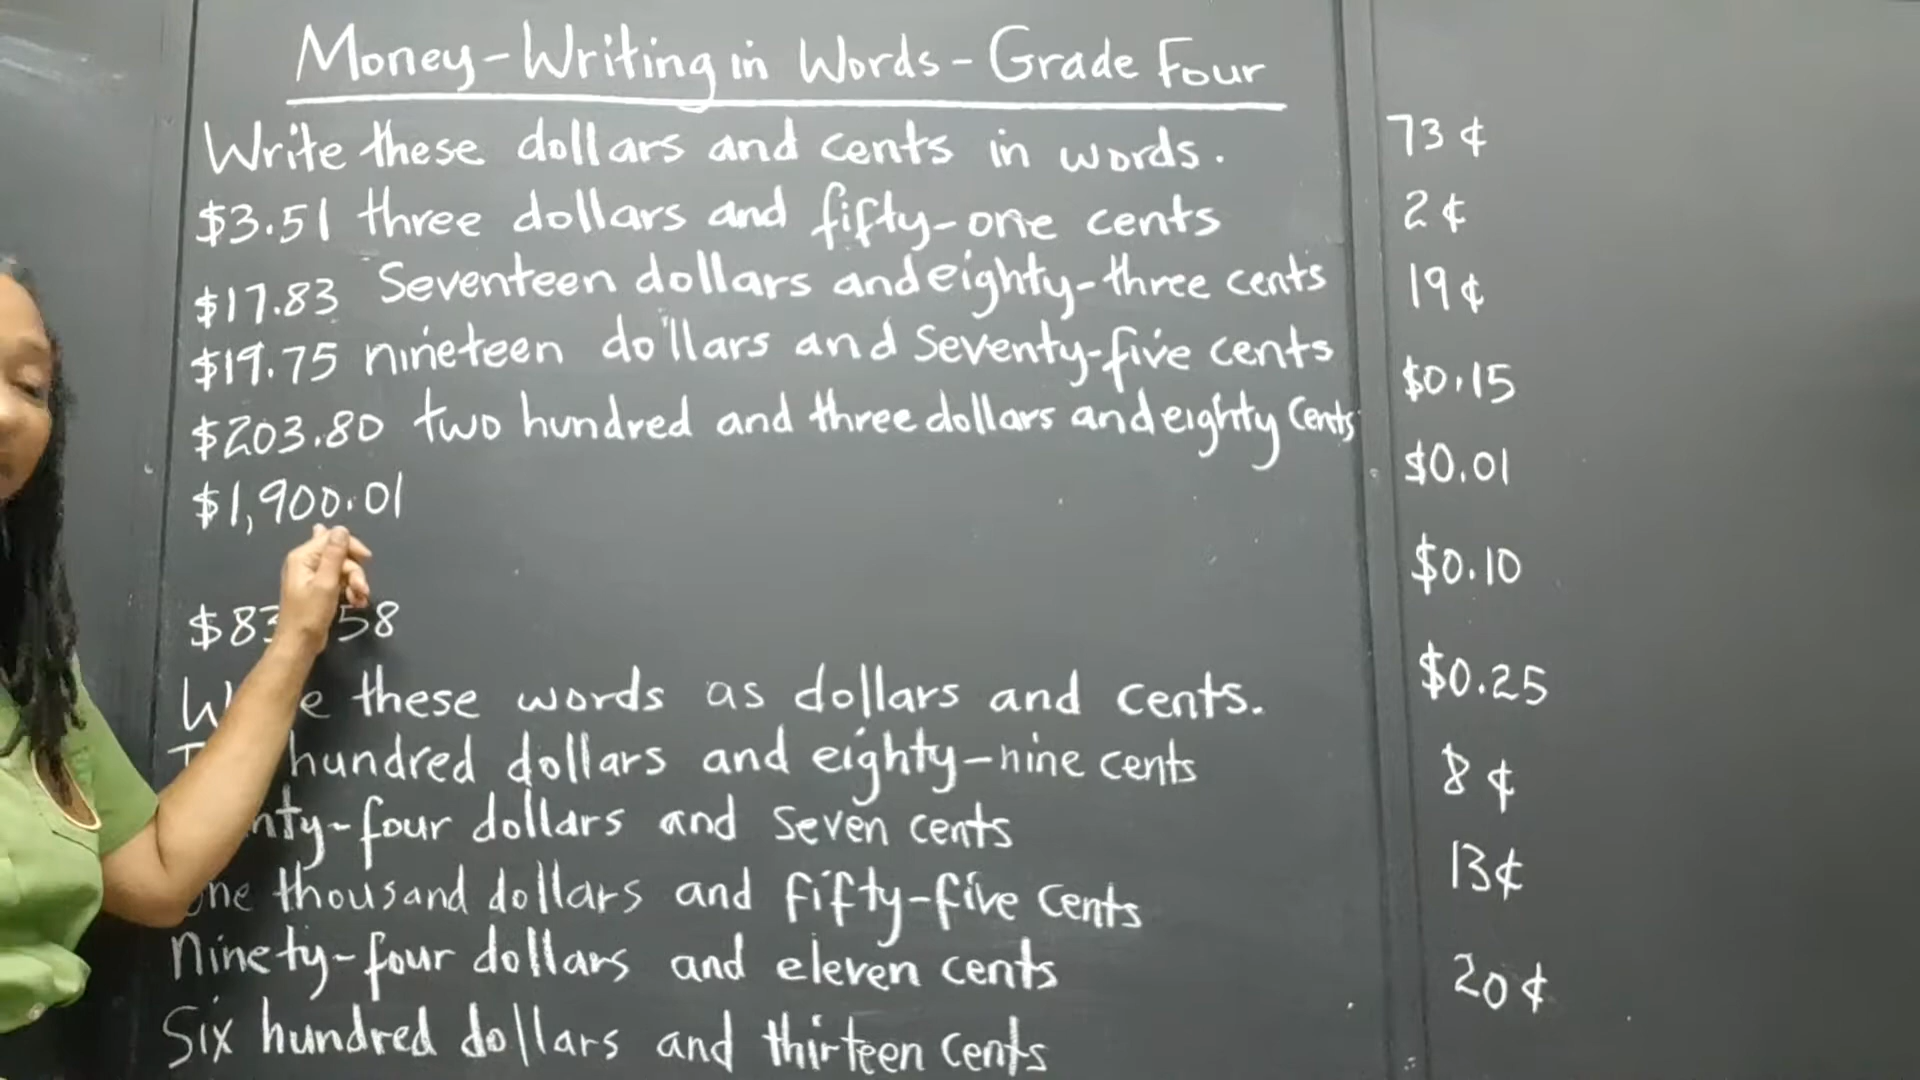 Money-Writing in Words - Grade Four
Write these dollars and cents in words.
$3.51 three dollars and fifty-one cents
$17.83 Seventeen dollars and eighty-three cents
$19.75 nineteen dollars and Seventy-five cents
$203.80 two hundred and three dollars and eighty Cents
$1,900.01
$83 58
these words as dollars and cents.
hundred dollars and eighty-nine cents
four dollars and seven cents
thousand dollars and fifty-five cents
Ninety-four dollars and eleven cents
Six hundred dollars and thirteen cents
73¢
2¢
19¢
$0.15
$0.01
$0.10
$0.25
8¢
13¢
20¢